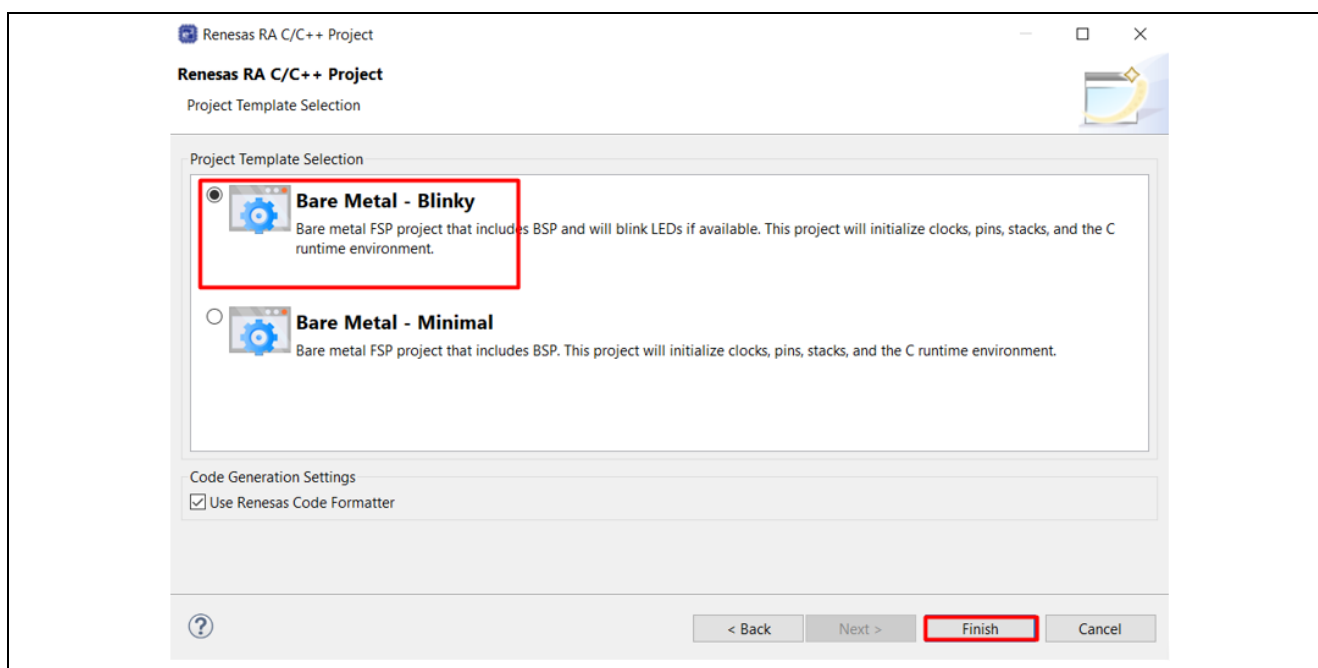 Renesas RA C/C++ Project
Renesas RA C/C++ Project
Project Template Selection
Project Template Selection
Bare Metal - Blinky
Bare metal FSP project that includes BSP and will blink LEDs if available. This project will initialize clocks, pins, stacks, and the C
runtime environment.
Bare Metal - Minimal
Bare metal FSP project that includes BSP. This project will initialize clocks, pins, stacks, and the C runtime environment.
Code Generation Settings
Use Renesas Code Formatter
? < Back Next > Finish Cancel